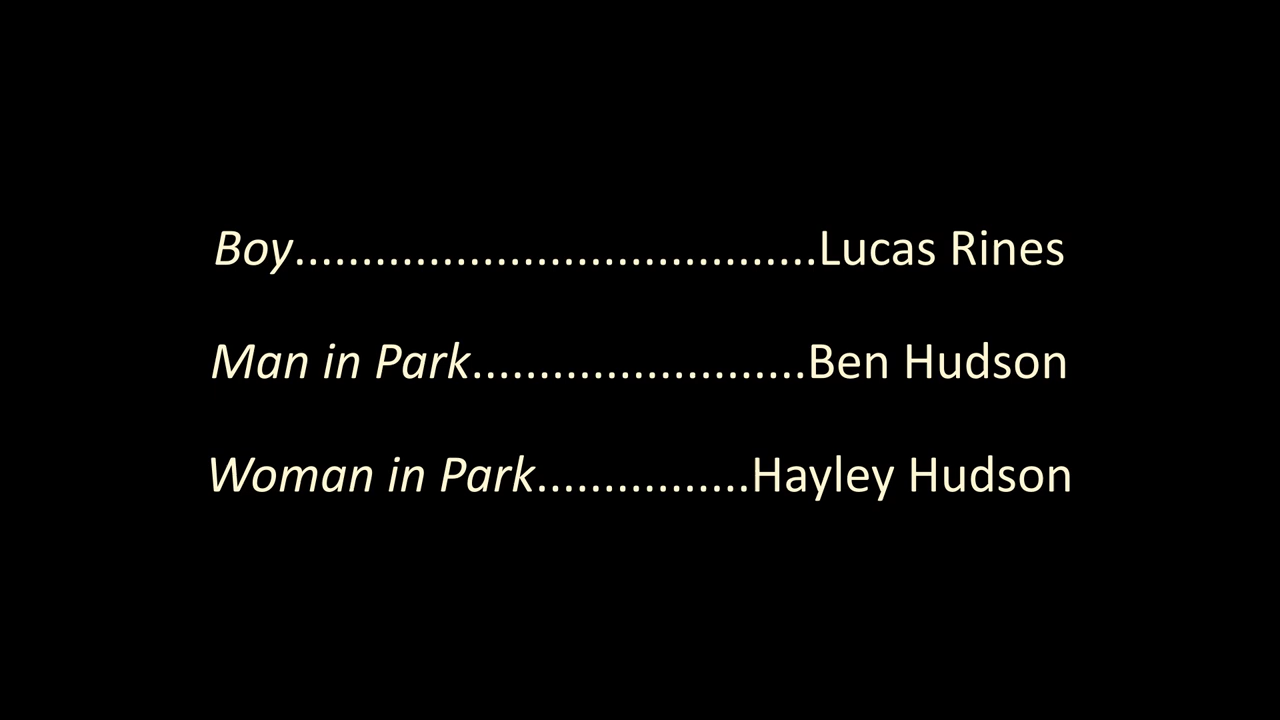 Boy.......................................Lucas Rines
Man in Park.........................Ben Hudson
Woman in Park................Hayley Hudson